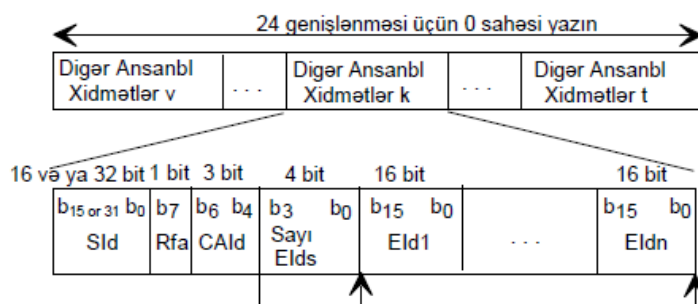 24 genişlənməsi üçün 0 sahəsi yazın
Digər Ansanbl Xidmətlər v
. . .
Digər Ansanbl Xidmətlər k
. . .
Digər Ansanbl Xidmətlər t
16 və ya 32 bit 1 bit 3 bit 4 bit 16 bit 16 bit
b15 or 31 b0 b7 b6 b4 b3 b0 b15 b0 b15 b0
SId Rfa CAId Sayı EIds EId1 . . . EIdn